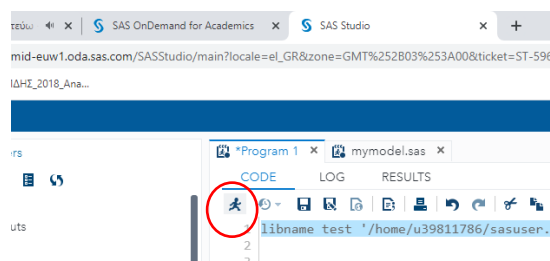 τεύω SAS OnDemand for Academics SAS Studio
mid-euw1.oda.sas.com/SASStudio/main?locale=el_GR&zone=GMT%252B03%253A00&ticket=ST-596
ΙΔΗΣ_2018_Ana...
rs
*Program 1 mymodel.sas
CODE LOG RESULTS
uts
1 libname test '/home/u39811786/sasuser.
2